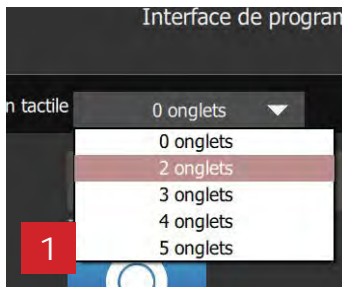 Interface de program
n tactile
0 onglets
0 onglets
2 onglets
3 onglets
4 onglets
5 onglets
1